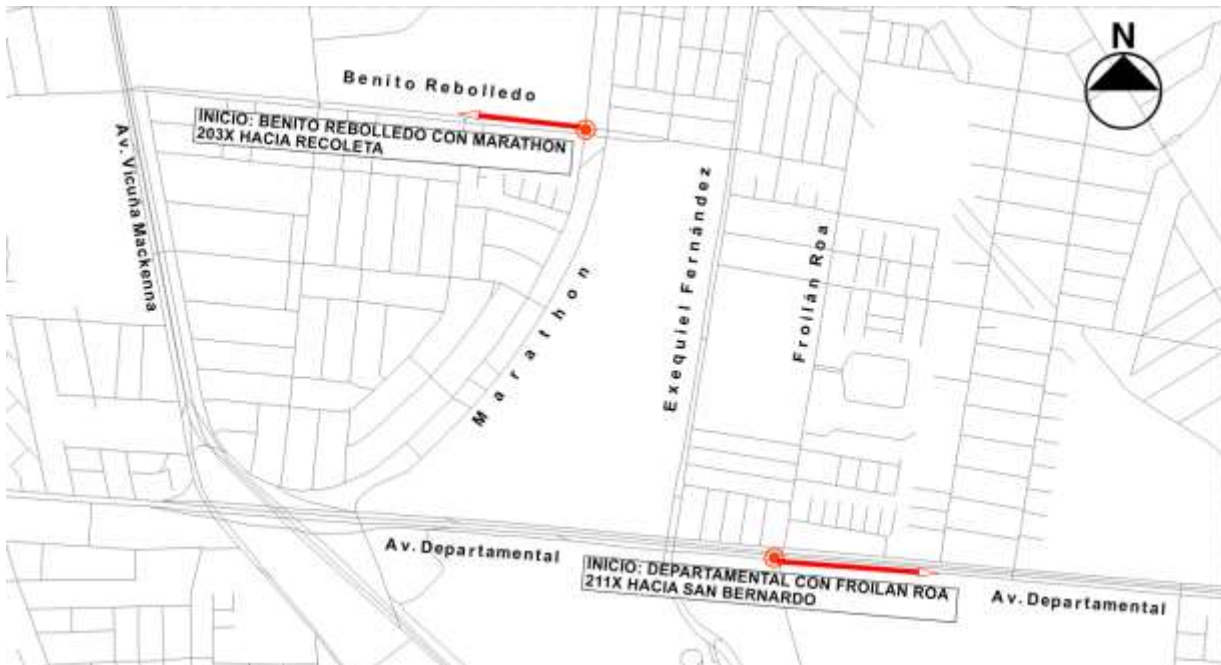 N
Benito Rebolledo
INICIO: BENITO REBOLLEDO CON MARATHON
203X HACIA RECOLETA
Av. Vicuña Mackenna
Marathon
Exequiel Fernández
Froilán Roa
Av. Departamental
INICIO: DEPARTAMENTAL CON FROILAN ROA
211X HACIA SAN BERNARDO
Av. Departamental